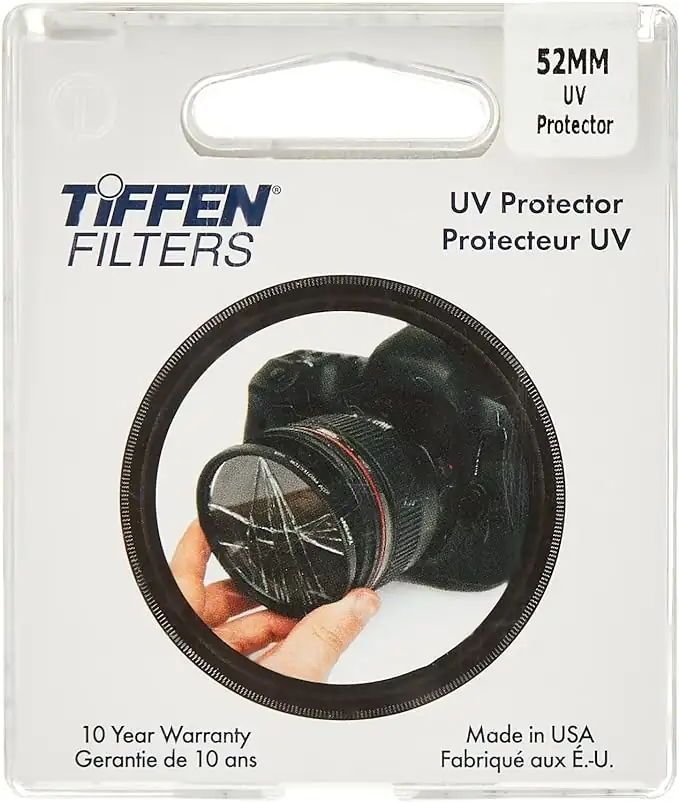 52MM
UV
Protector
TIFFEN®
FILTERS
UV Protector
Protecteur UV
10 Year Warranty
Gerantie de 10 ans
Made in USA
Fabriqué aux É.-U.